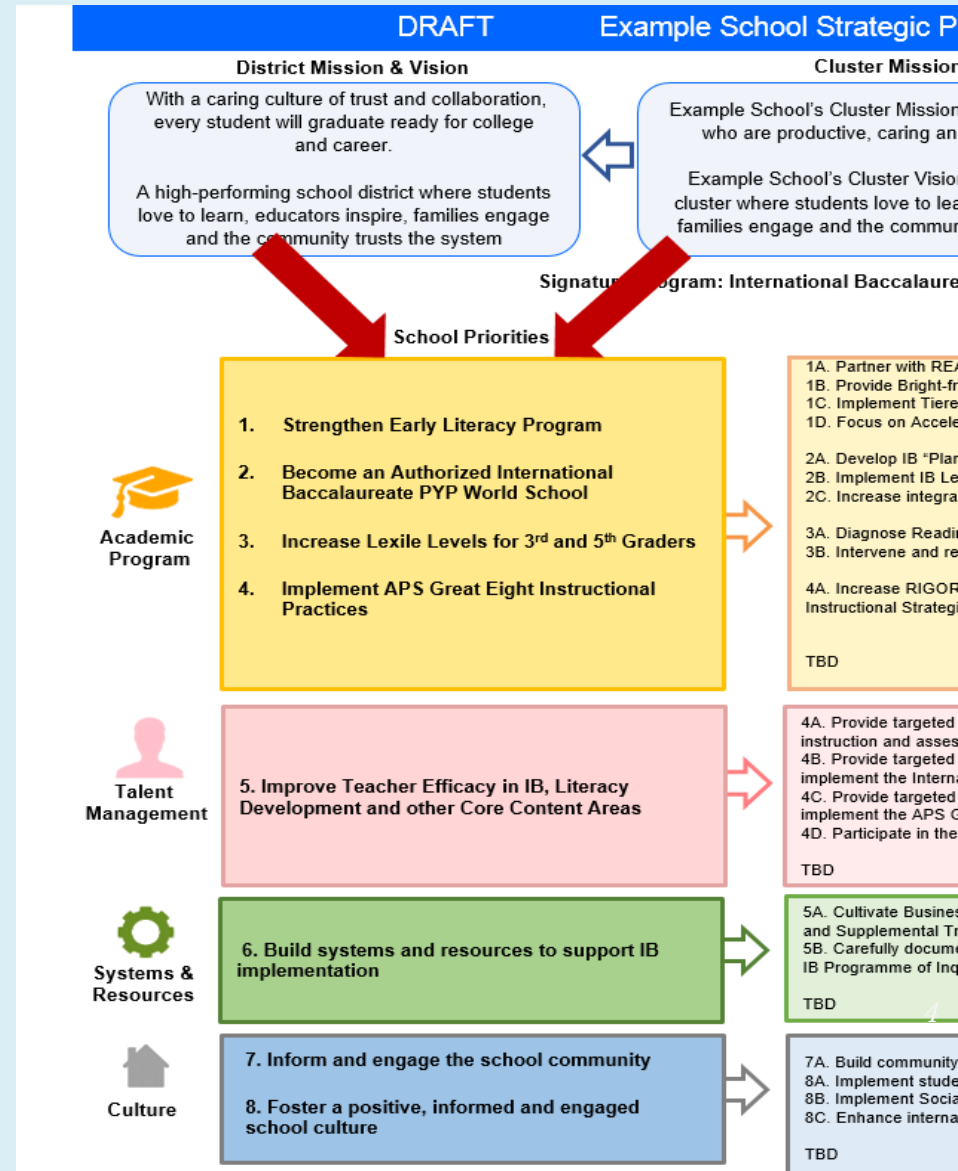 DRAFT Example School Strategic P
District Mission & Vision
With a caring culture of trust and collaboration,
every student will graduate ready for college
and career.
A high-performing school district where students
love to learn, educators inspire, families engage
and the community trusts the system
Cluster Mission
Example School's Cluster Mission
who are productive, caring an
Example School's Cluster Visio
cluster where students love to lea
families engage and the commu
Signatu gram: International Baccalaure
School Priorities
Academic
Program
1. Strengthen Early Literacy Program
2. Become an Authorized International
Baccalaureate PYP World School
3. Increase Lexile Levels for 3rd and 5th Graders
4. Implement APS Great Eight Instructional
Practices
1A. Partner with REA
1B. Provide Bright-fr
1C. Implement Tiere
1D. Focus on Accele
2A. Develop IB “Plan
2B. Implement IB Le
2C. Increase integra
3A. Diagnose Readi
3B. Intervene and re
4A. Increase RIGOR
Instructional Strategi
TBD
Talent
Management
5. Improve Teacher Efficacy in IB, Literacy
Development and other Core Content Areas
4A. Provide targeted
instruction and asses
4B. Provide targeted
implement the Interna
4C. Provide targeted
implement the APS G
4D. Participate in the
TBD
Systems &
Resources
6. Build systems and resources to support IB
implementation
5A. Cultivate Busines
and Supplemental Tr
5B. Carefully docume
IB Programme of Inq
TBD
4
Culture
7. Inform and engage the school community
8. Foster a positive, informed and engaged
school culture
7A. Build community
8A. Implement stude
8B. Implement Socia
8C. Enhance interna
TBD